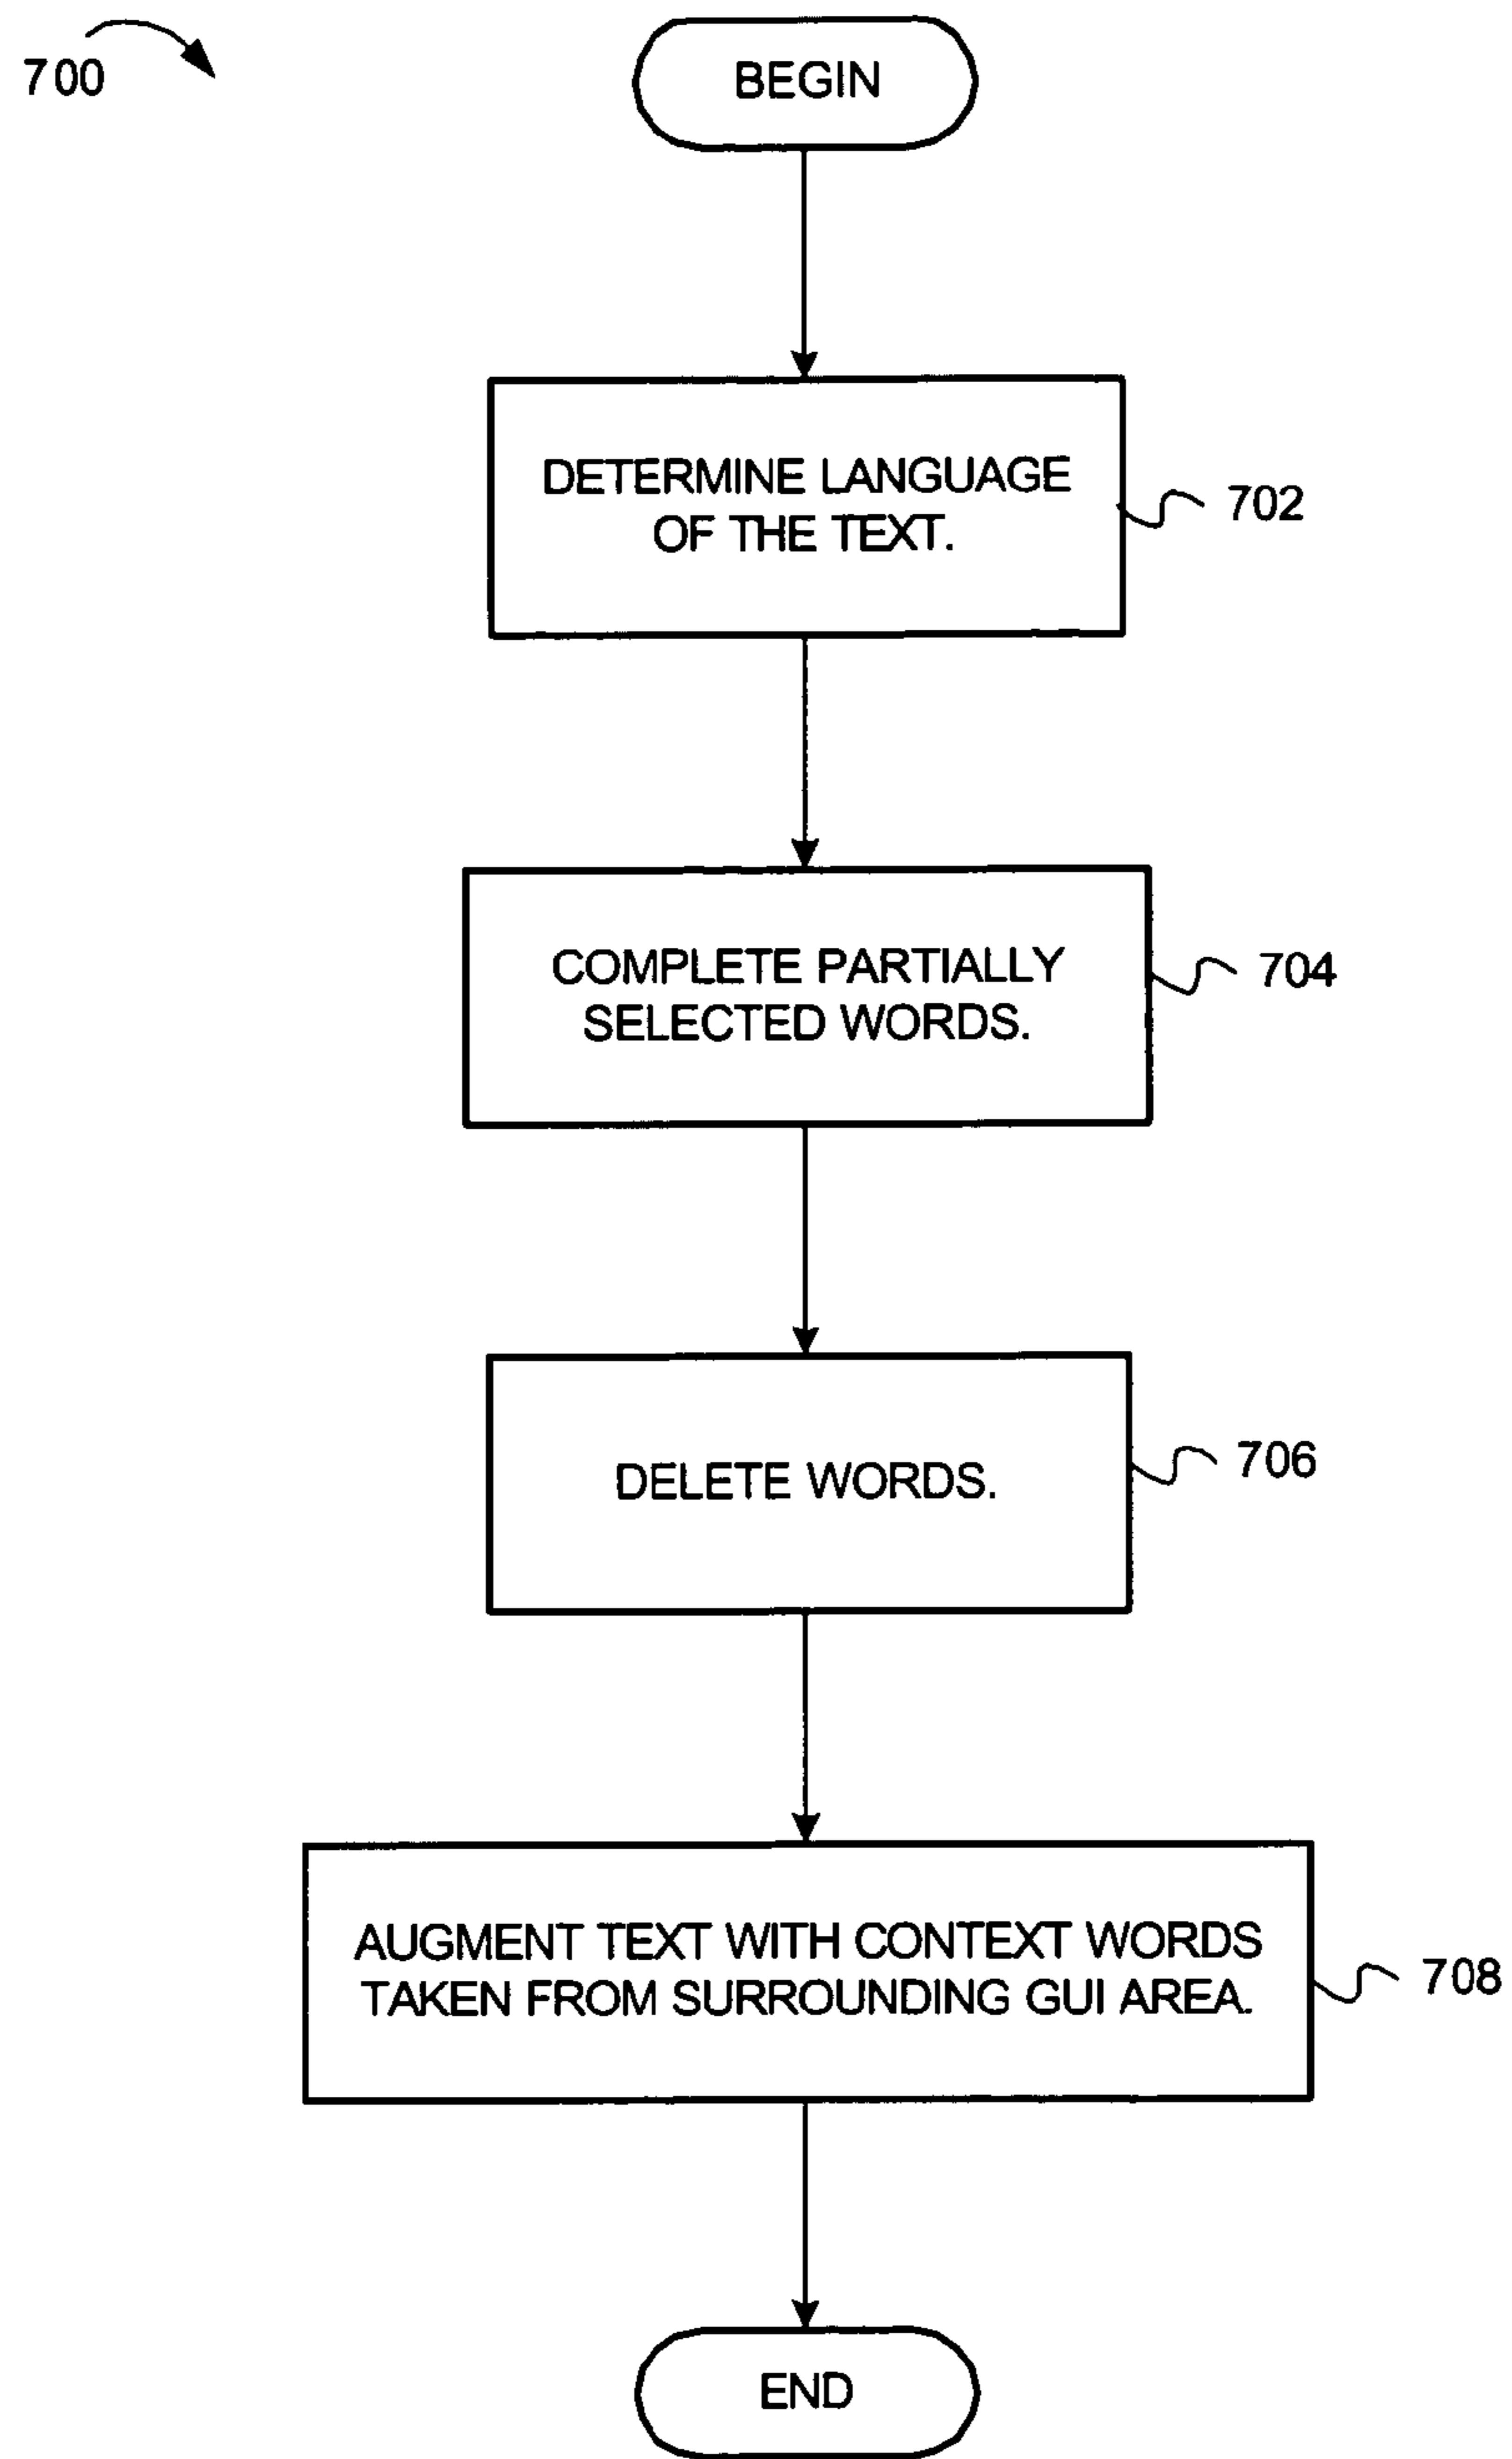 700
BEGIN
DETERMINE LANGUAGE
OF THE TEXT.
702
COMPLETE PARTIALLY
SELECTED WORDS.
704
DELETE WORDS.
706
AUGMENT TEXT WITH CONTEXT WORDS
TAKEN FROM SURROUNDING GUI AREA.
708
END